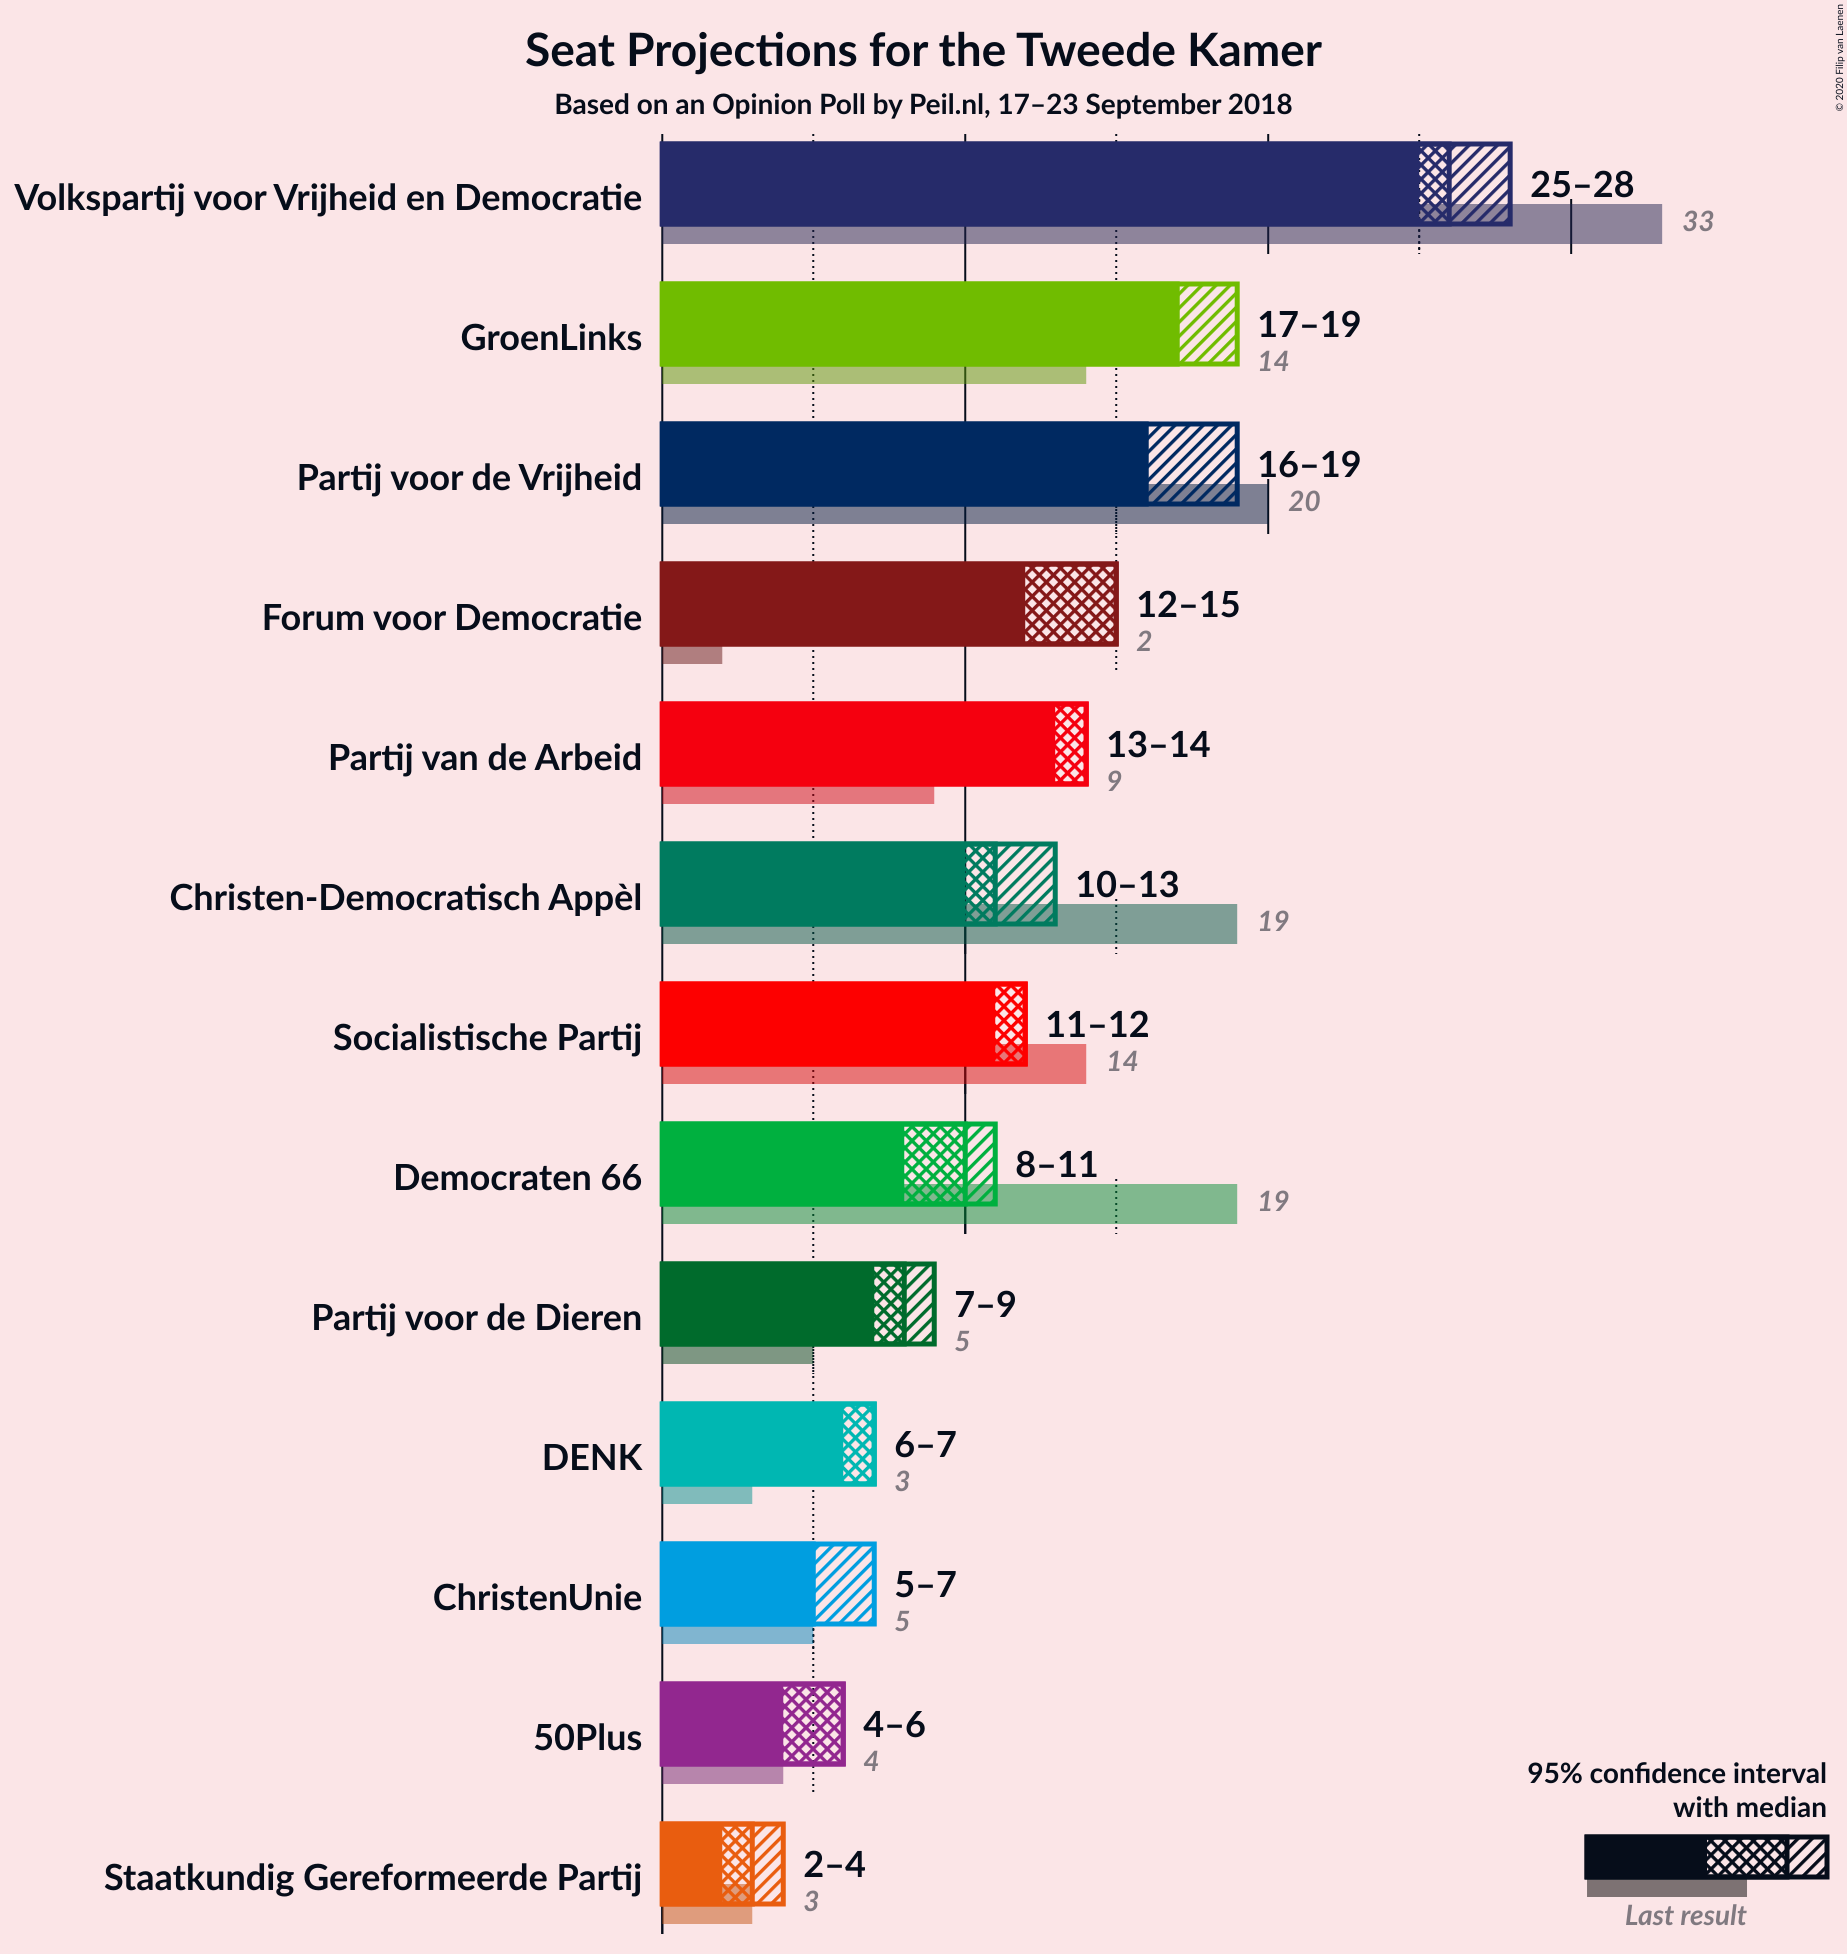 Seat Projections for the Tweede Kamer
Based on an Opinion Poll by Peil.nl, 17–23 September 2018
© 2020 Filip van Laenen
Volkspartij voor Vrijheid en Democratie
25–28
33
GroenLinks
17–19
14
Partij voor de Vrijheid
16–19
20
Forum voor Democratie
12–15
2
Partij van de Arbeid
13–14
9
Christen-Democratisch Appèl
10–13
19
Socialistische Partij
11–12
14
Democraten 66
8–11
19
Partij voor de Dieren
7–9
5
DENK
6–7
3
ChristenUnie
5–7
5
50Plus
4–6
4
Staatkundig Gereformeerde Partij
2–4
3
95% confidence interval
with median
Last result